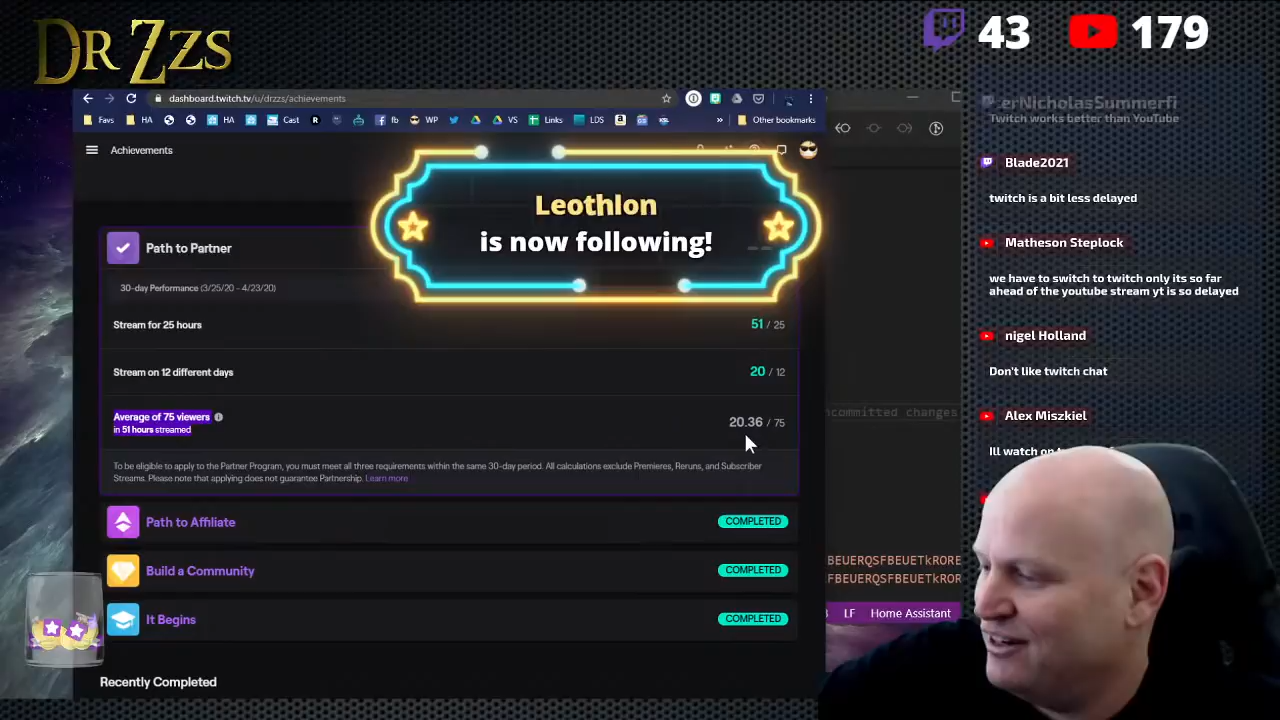 DR ZZS
43
179
dashboard.twitch.tv/u/drzzs/achievements
Favs
HA
HA
Cast
fb
WP
VS
Links
LDS
Other bookmarks
Achievements
Leothlon
is now following!
Path to Partner
30-day Performance (3/25/20 - 4/23/20)
Stream for 25 hours
51 / 25
Stream on 12 different days
20 / 12
Average of 75 viewers
in 51 hours streamed
20.36 / 75
To be eligible to apply to the Partner Program, you must meet all three requirements within the same 30-day period. All calculations exclude Premieres, Reruns, and Subscriber
Streams. Please note that applying does not guarantee Partnership. Learn more
Path to Affiliate
COMPLETED
Build a Community
COMPLETED
It Begins
COMPLETED
Recently Completed
ncommitted changes
LF
Home Assistant
erNicholasSummerfi
Twitch works better than YouTube
Blade2021
twitch is a bit less delayed
Matheson Steplock
we have to switch to twitch only its so far
ahead of the youtube stream yt is so delayed
nigel Holland
Don't like twitch chat
Alex Miszkiel
Ill watch on